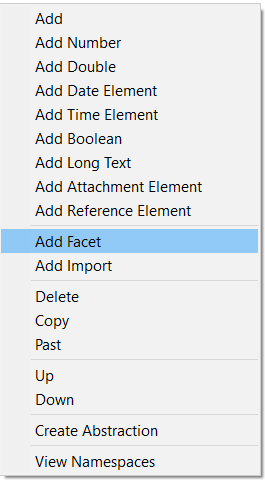 Add
Add Number
Add Double
Add Date Element
Add Time Element
Add Boolean
Add Long Text
Add Attachment Element
Add Reference Element
Add Facet
Add Import
Delete
Copy
Past
Up
Down
Create Abstraction
View Namespaces